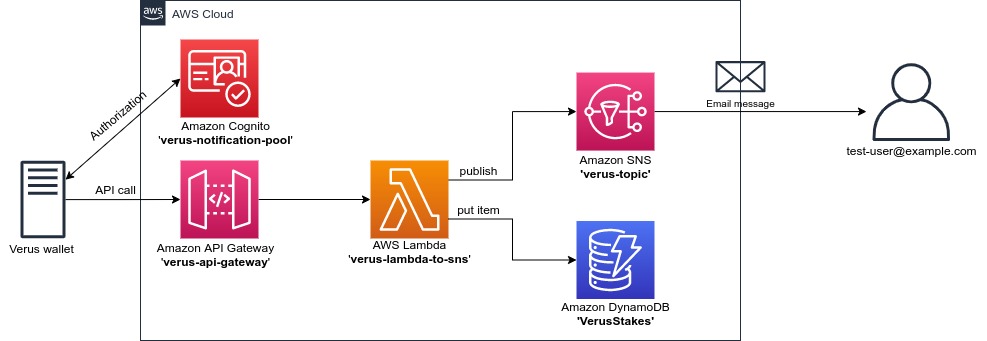 aws
AWS Cloud
Amazon Cognito
'verus-notification-pool'
Authorization
Verus wallet
API call
Amazon API Gateway
'verus-api-gateway'
AWS Lambda
'verus-lambda-to-sns'
publish
put item
Amazon SNS
'verus-topic'
Amazon DynamoDB
'VerusStakes'
Email message
test-user@example.com